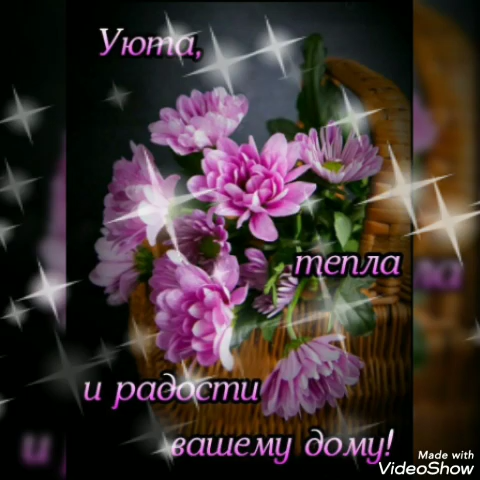 Уюта,
тепла
и радости
вашему дому!
Made with
VideoShow